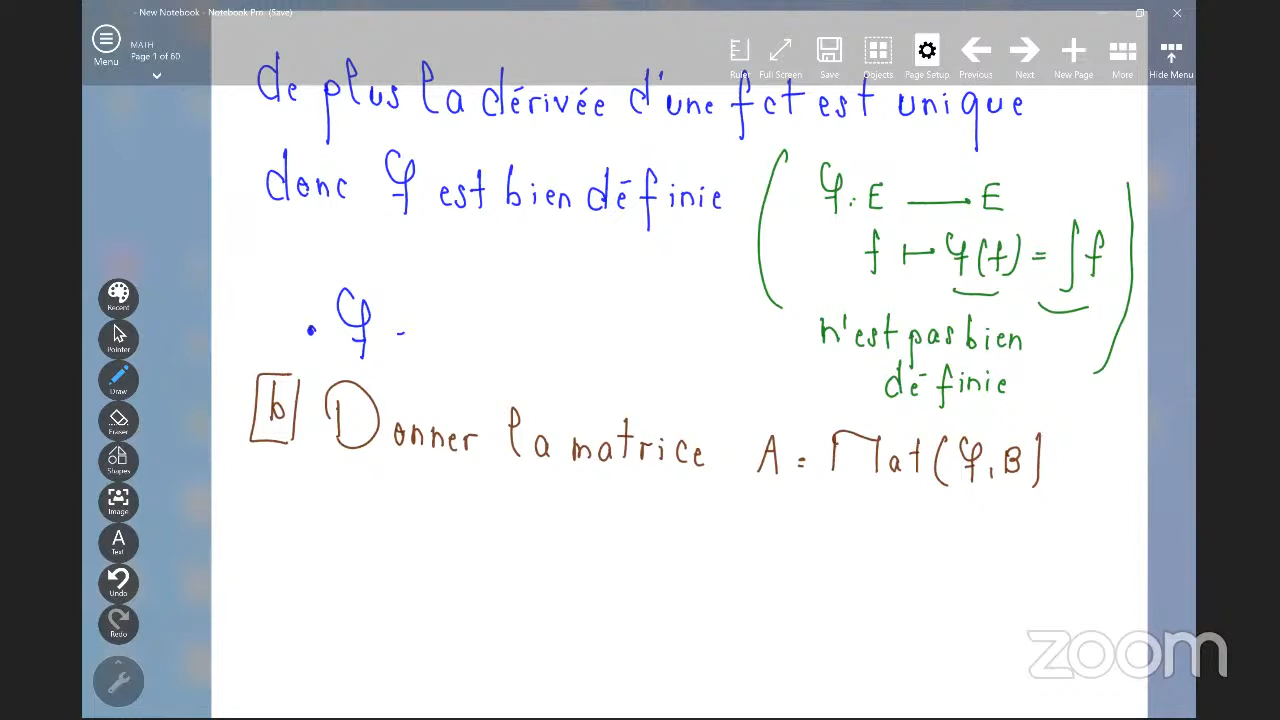 - New Notebook - Notebook Pro (Save)
Menu
MATH
Page 1 of 60
Ruler
Full Screen
Save
Objects
Page Setup
Previous
Next
New Page
More
Hide Menu
de plus la dérivée d'une fct est unique
donc φ est bien définie
φ: E → E
f ↦ φ(f) = ∫f
n'est pas bien
définie
• φ -
b Donner la matrice A = Mat(φ, B)
Recent
Pointer
Draw
Eraser
Shapes
Image
A
Text
Undo
Redo
zoom